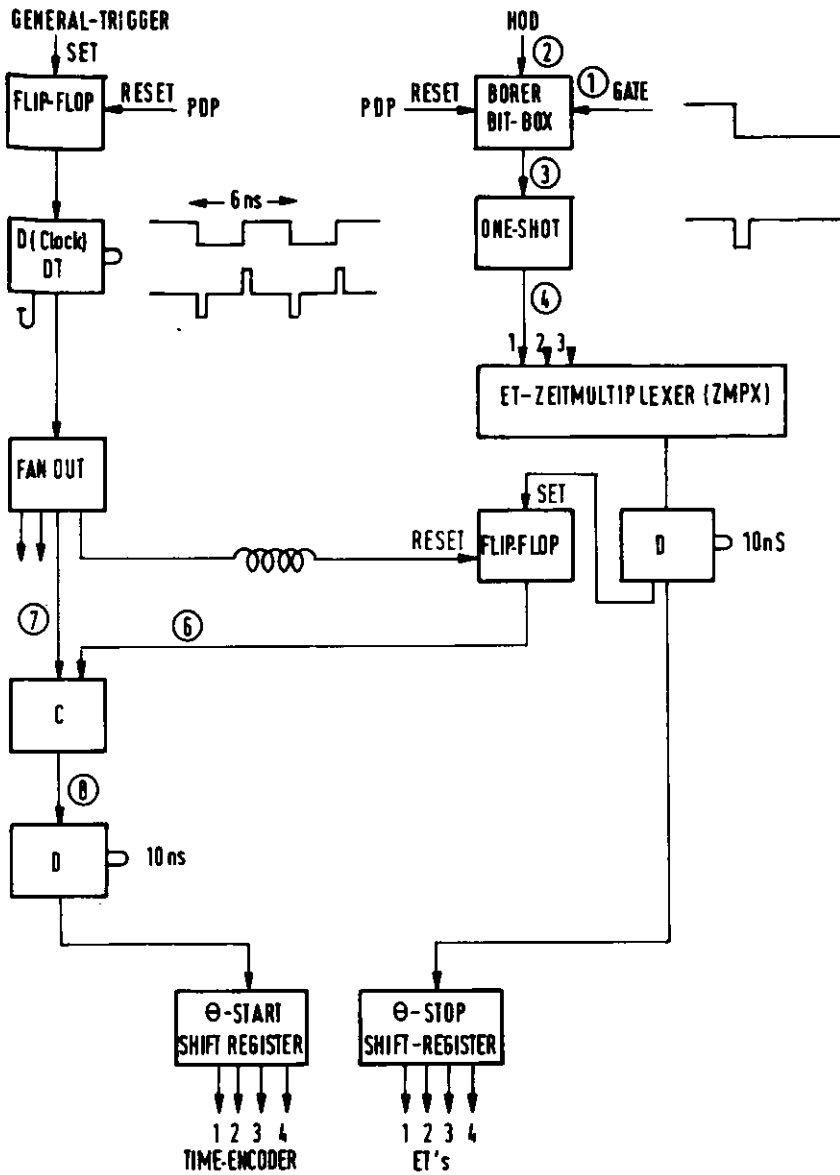 GENERAL-TRIGGER
SET
FLIP-FLOP
RESET
PDP
D(Clock)
DT
6ns
FAN OUT
7
6
C
8
D
10ns
Θ-START
SHIFT REGISTER
1 2 3 4
TIME-ENCODER
HOD
2
1
GATE
PDP
RESET
BORER
BIT-BOX
3
ONE-SHOT
4
1 2 3
ET-ZEITMULTIPLEXER (ZMPX)
SET
RESET
FLIP-FLOP
D
10nS
Θ-STOP
SHIFT-REGISTER
1 2 3 4
ET's